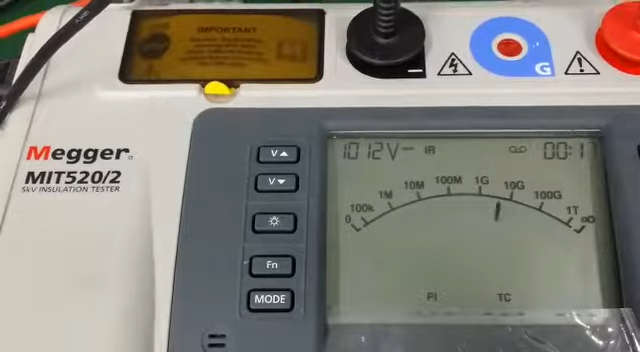 IMPORTANT
G
Megger
MIT520/2
5kV INSULATION TESTER
V
V
Fn
MODE
1012V IR 00:1
0 100k 1M 10M 100M 1G 10G 100G 1T ∞
PI TC